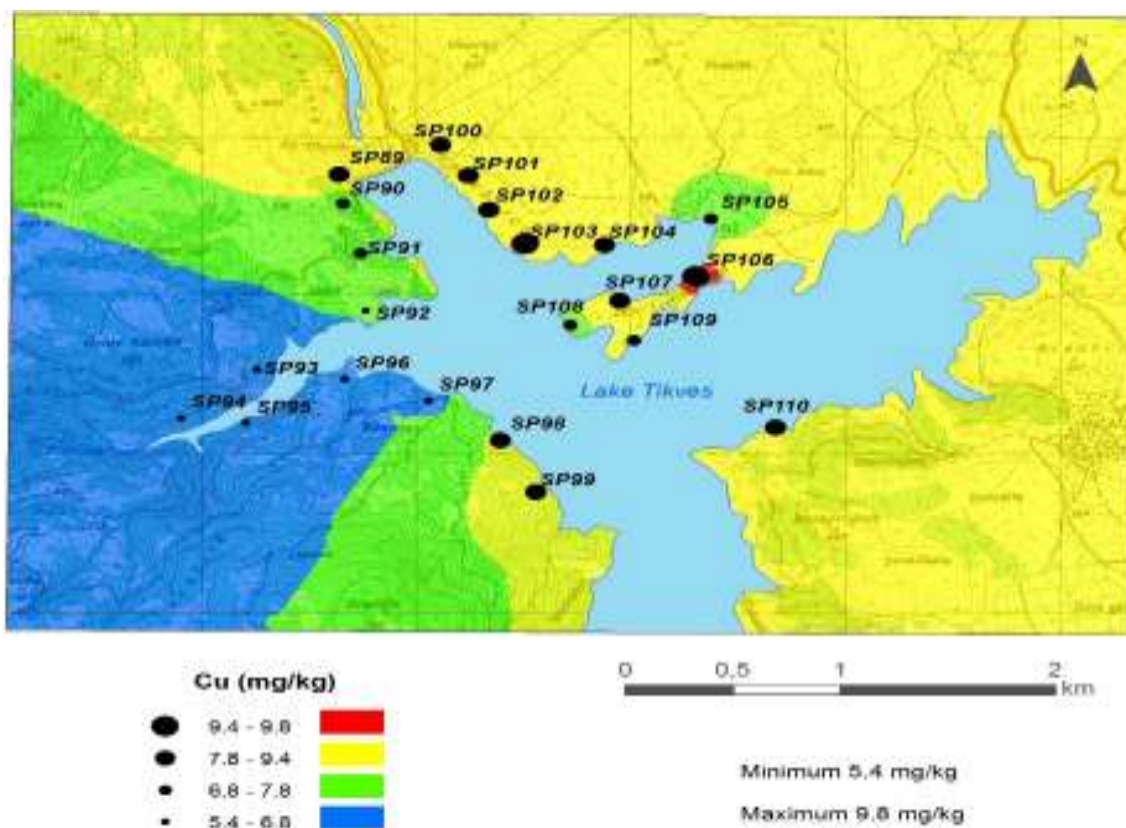 N
SP100
SP89
SP101
SP90
SP102
SP105
SP103
SP104
SP91
SP106
SP107
SP92
SP108
SP109
SP93
SP96
Lake Tikves
SP97
SP94
SP95
SP98
SP110
SP99
Cu (mg/kg)
9.4 - 9.8
7.8 - 9.4
6.8 - 7.8
5.4 - 6.8
0 0,5 1 2
km
Minimum 5.4 mg/kg
Maximum 9.8 mg/kg